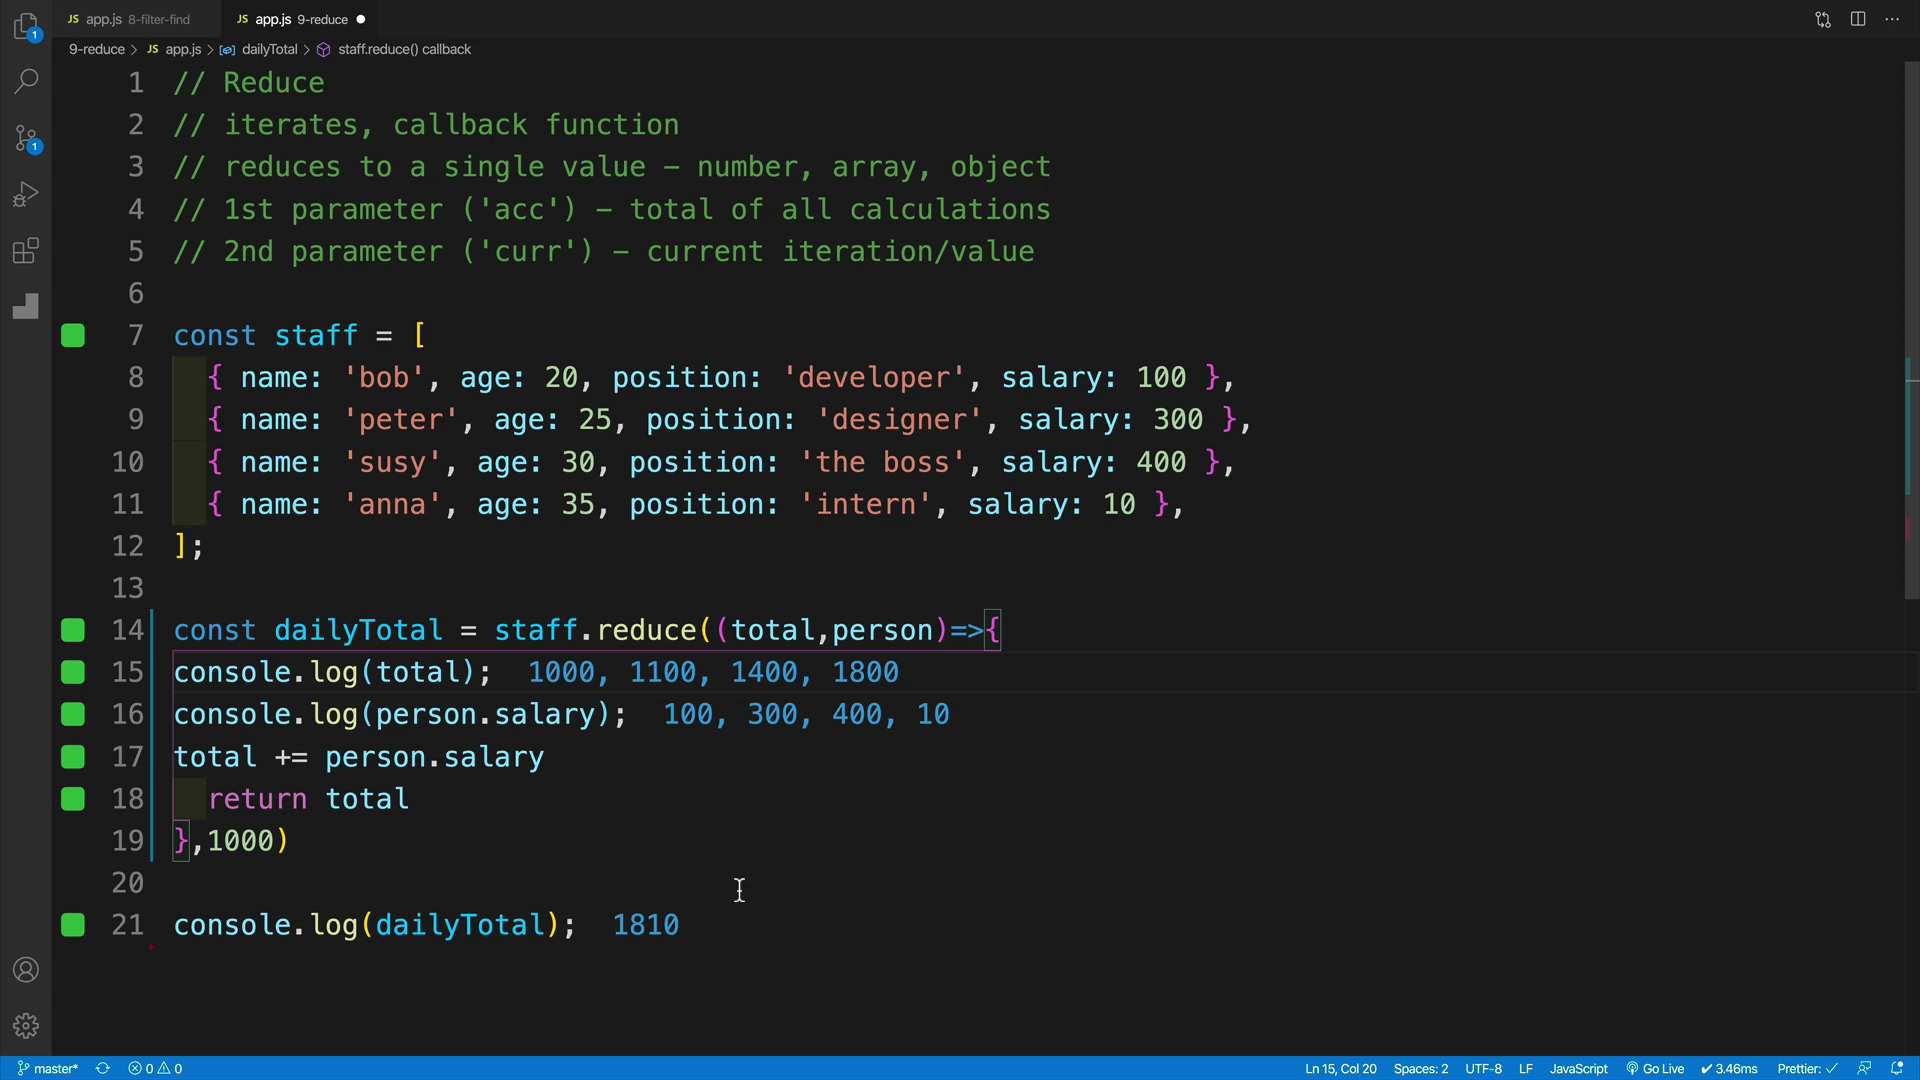 JS app.js 8-filter-find
JS app.js 9-reduce
9-reduce > JS app.js > dailyTotal > staff.reduce() callback
1 // Reduce
2 // iterates, callback function
3 // reduces to a single value - number, array, object
4 // 1st parameter ('acc') - total of all calculations
5 // 2nd parameter ('curr') - current iteration/value
6
7 const staff = [
8 { name: 'bob', age: 20, position: 'developer', salary: 100 },
9 { name: 'peter', age: 25, position: 'designer', salary: 300 },
10 { name: 'susy', age: 30, position: 'the boss', salary: 400 },
11 { name: 'anna', age: 35, position: 'intern', salary: 10 },
12 ];
13
14 const dailyTotal = staff.reduce((total,person)=>{
15 console.log(total); 1000, 1100, 1400, 1800
16 console.log(person.salary); 100, 300, 400, 10
17 total += person.salary
18 return total
19 },1000)
20
21 console.log(dailyTotal); 1810
1
1
master* 0 0 Ln 15, Col 20 Spaces: 2 UTF-8 LF JavaScript Go Live ✓ 3.46ms Prettier: ✓